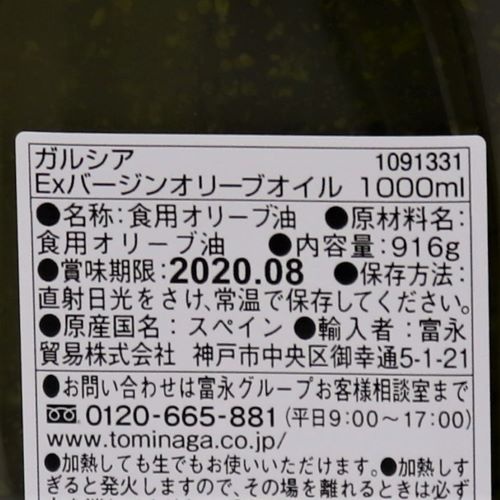 ガルシア 1091331
Exバージンオリーブオイル 1000ml
●名称:食用オリーブ油 ●原材料名:
食用オリーブ油 ●内容量:916g
●賞味期限:2020.08 ●保存方法:
直射日光をさけ、常温で保存してください。
●原産国名:スペイン ●輸入者:富永
貿易株式会社 神戸市中央区御幸通5-1-21
●お問い合わせは富永グループお客様相談室まで
0120-665-881 (平日9:00〜17:00)
www.tominaga.co.jp/
●加熱しても生でもお使いいただけます。●加熱しす
ぎると発火しますので、その場を離れるときは必ず